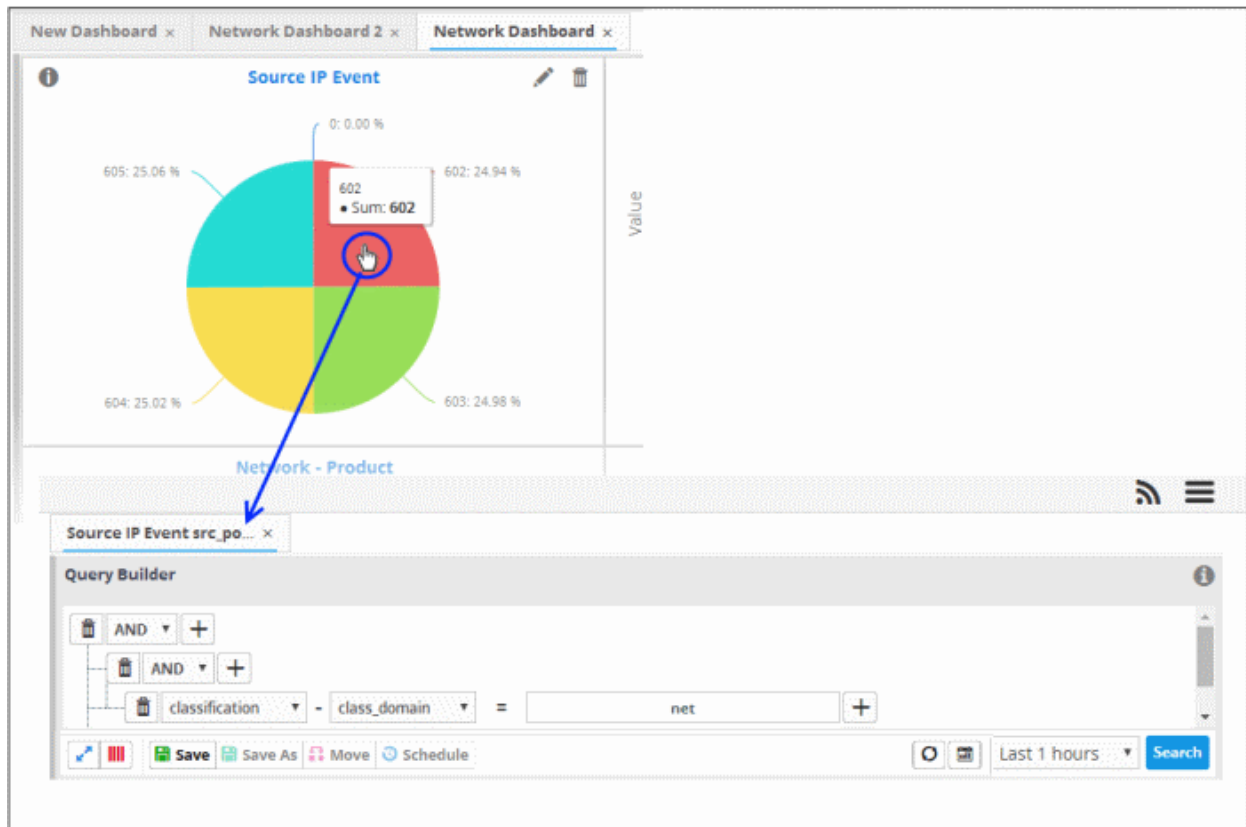 New Dashboard × Network Dashboard 2 × Network Dashboard ×
Source IP Event
0: 0.00 %
605: 25.06 %
602: 24.94 %
602
• Sum: 602
Value
604: 25.02 %
603: 24.98 %
Network - Product
Source IP Event src_po... ×
Query Builder
AND
AND
classification - class_domain = net
Save Save As Move Schedule Last 1 hours Search